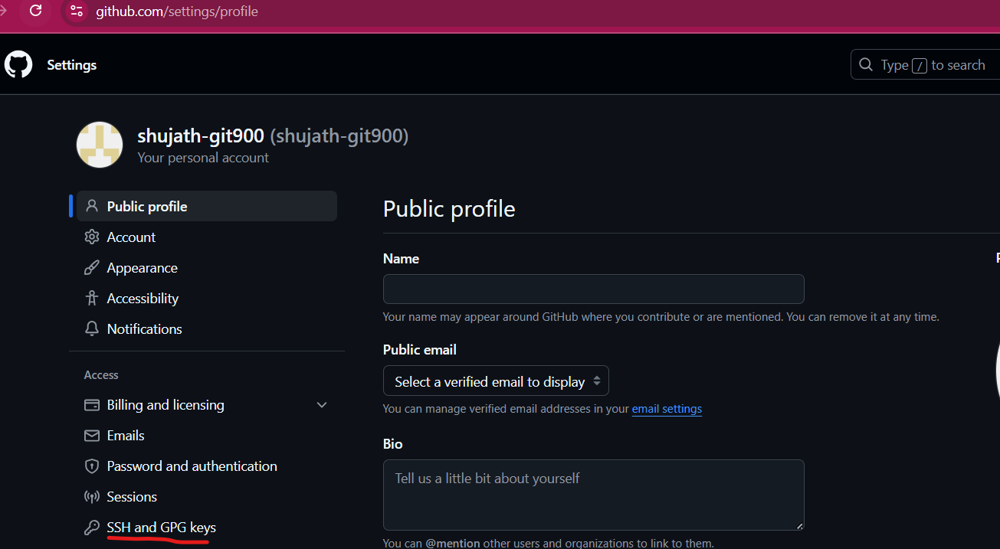 github.com/settings/profile
Settings
Type / to search
shujath-git900 (shujath-git900)
Your personal account
Public profile
Account
Appearance
Accessibility
Notifications
Access
Billing and licensing
Emails
Password and authentication
Sessions
SSH and GPG keys
Public profile
Name
Your name may appear around GitHub where you contribute or are mentioned. You can remove it at any time.
Public email
Select a verified email to display
You can manage verified email addresses in your email settings
Bio
Tell us a little bit about yourself
You can @mention other users and organizations to link to them.